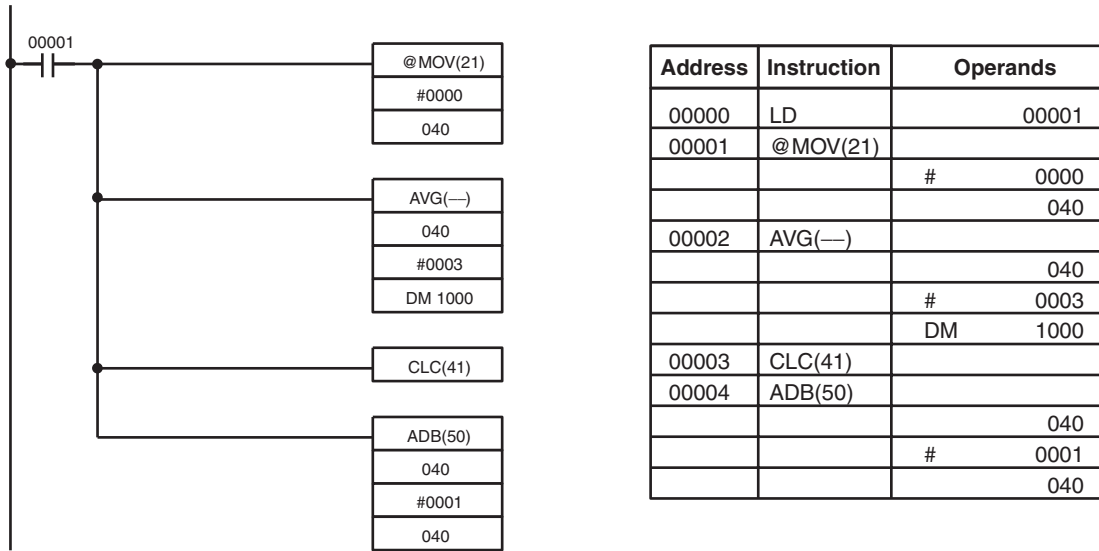 00001
@MOV(21)
#0000
040
AVG(––)
040
#0003
DM 1000
CLC(41)
ADB(50)
040
#0001
040
Address Instruction Operands
00000 LD 00001
00001 @MOV(21)
# 0000
040
00002 AVG(––)
040
# 0003
DM 1000
00003 CLC(41)
00004 ADB(50)
040
# 0001
040